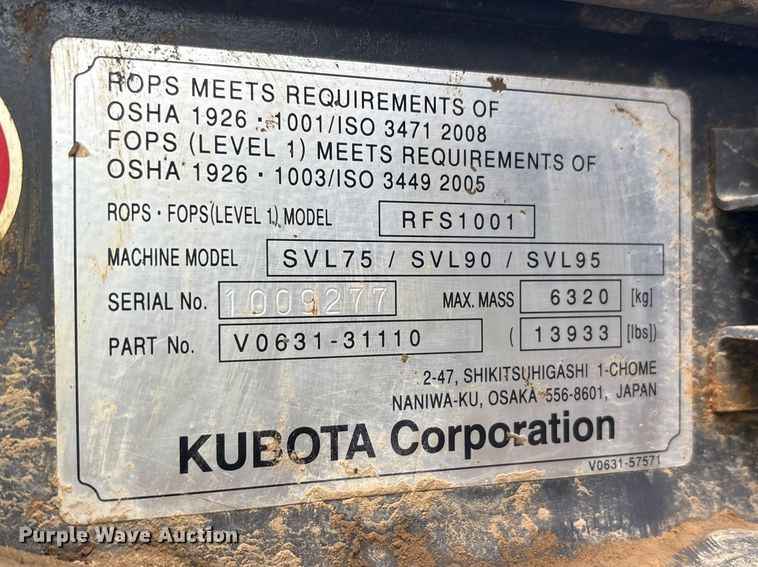 ROPS MEETS REQUIREMENTS OF
OSHA 1926・1001/ISO 3471 2008
FOPS (LEVEL 1) MEETS REQUIREMENTS OF
OSHA 1926・1003/ISO 3449 2005
ROPS・FOPS(LEVEL 1.) MODEL RFS1001
MACHINE MODEL SVL75 / SVL90 / SVL95
SERIAL No. 1009277 MAX. MASS 6320 [kg]
PART No. V0631-31110 ( 13933 [lbs])
2-47, SHIKITSUHIGASHI 1-CHOME
NANIWA-KU, OSAKA 556-8601, JAPAN
KUBOTA Corporation
V0631-57571
Purple Wave Auction